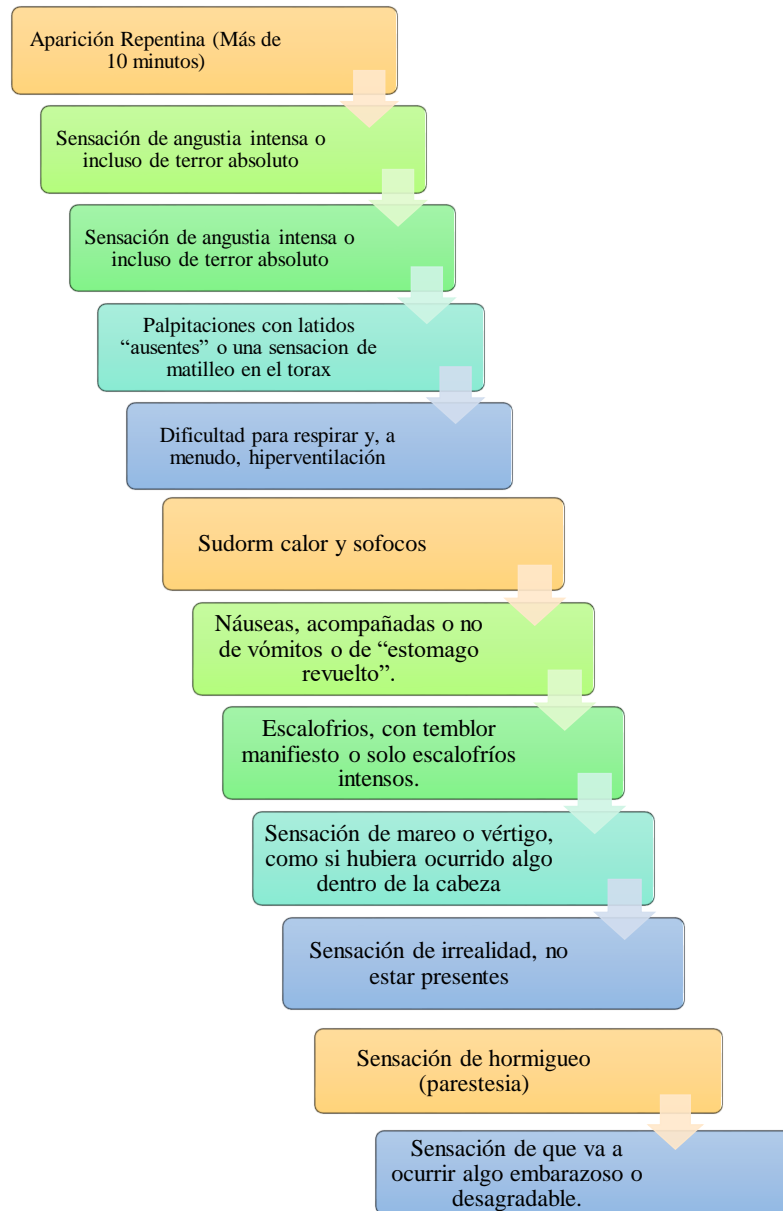 Aparición Repentina (Más de
10 minutos)
Sensación de angustia intensa o
incluso de terror absoluto
Sensación de angustia intensa o
incluso de terror absoluto
Palpitaciones con latidos
“ausentes” o una sensacion de
matilleo en el torax
Dificultad para respirar y, a
menudo, hiperventilación
Sudorm calor y sofocos
Náuseas, acompañadas o no
de vómitos o de “estomago
revuelto”.
Escalofrios, con temblor
manifiesto o solo escalofríos
intensos.
Sensación de mareo o vértigo,
como si hubiera ocurrido algo
dentro de la cabeza
Sensación de irrealidad, no
estar presentes
Sensación de hormigueo
(parestesia)
Sensación de que va a
ocurrir algo embarazoso o
desagradable.